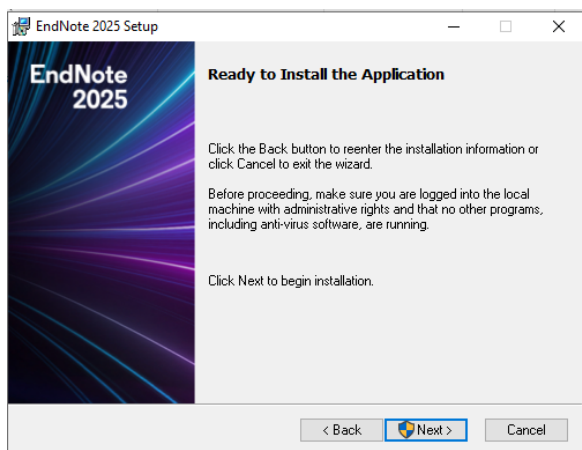 EndNote 2025 Setup
EndNote
2025
Ready to Install the Application
Click the Back button to reenter the installation information or
click Cancel to exit the wizard.
Before proceeding, make sure you are logged into the local
machine with administrative rights and that no other programs,
including anti-virus software, are running.
Click Next to begin installation.
< Back
Next >
Cancel